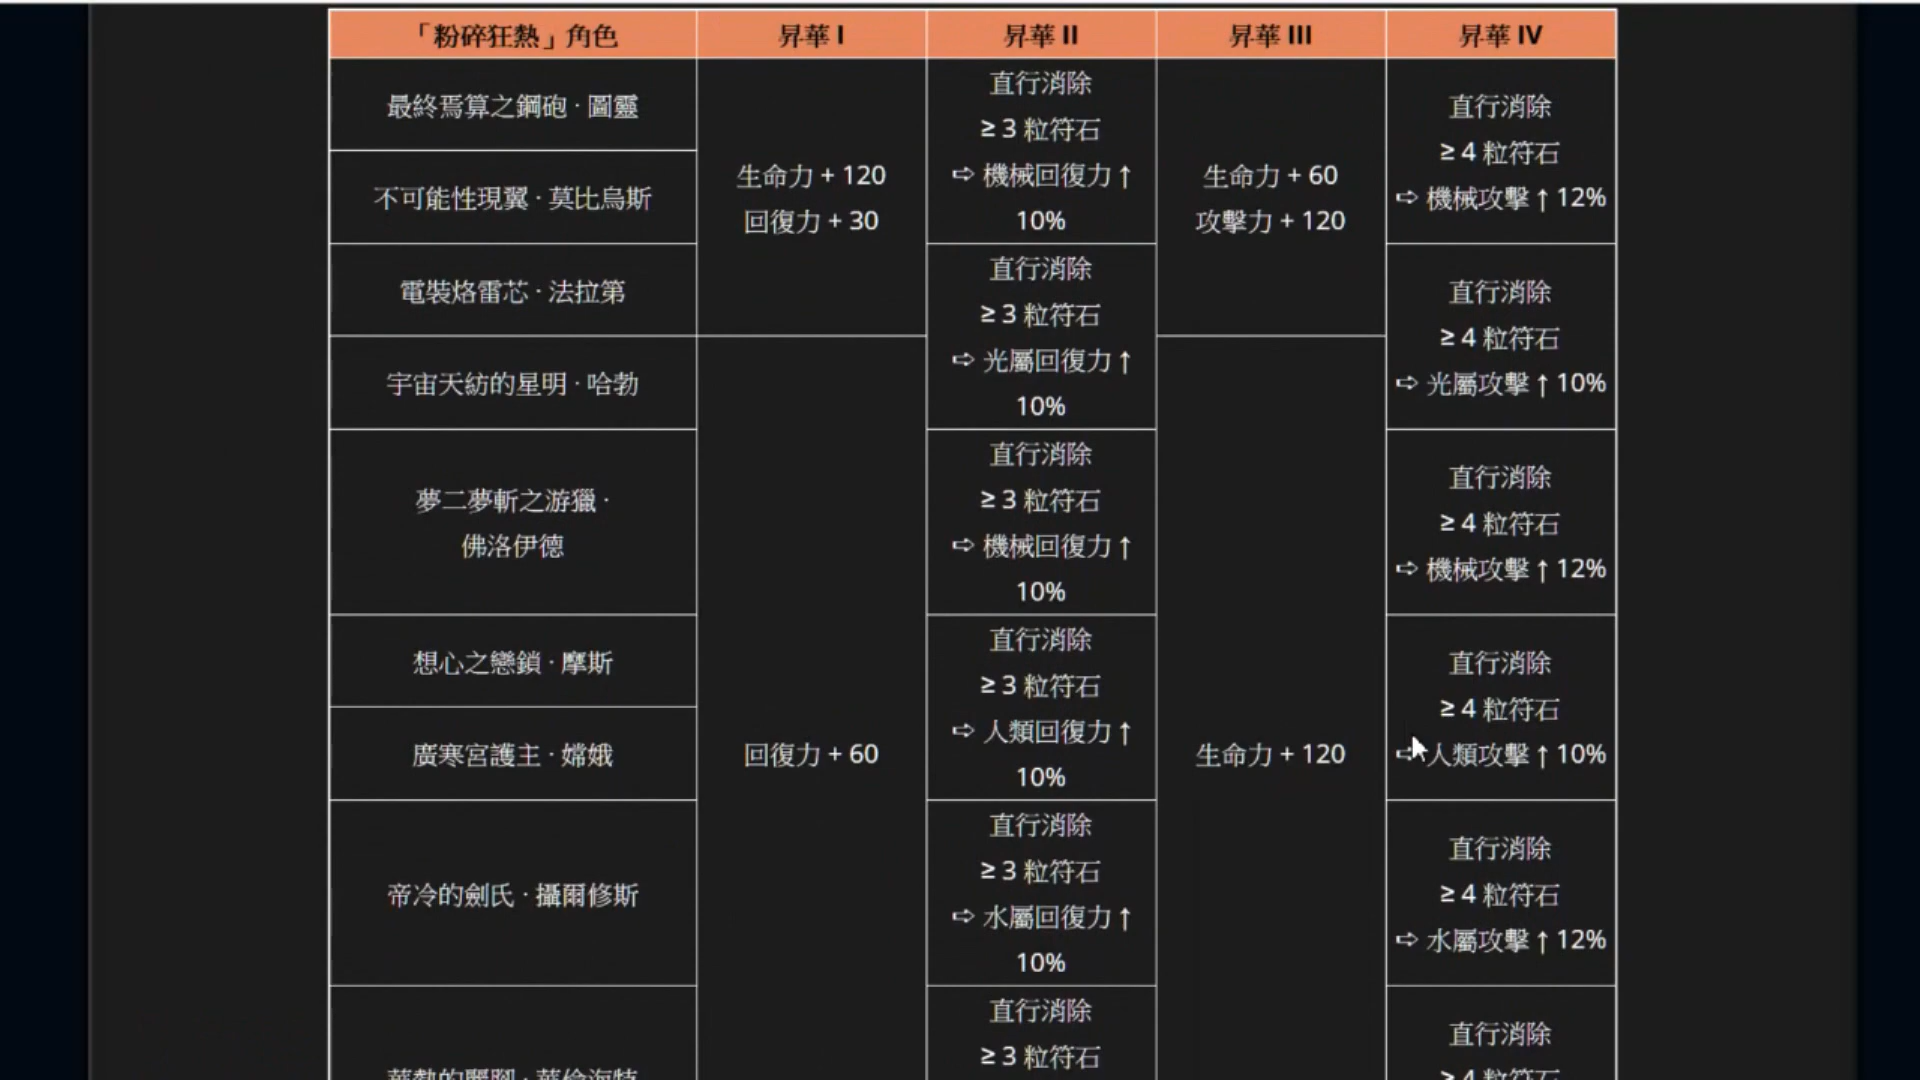 「粉碎狂熱」角色
昇華 I
昇華 II
昇華 III
昇華 IV
最終焉算之鋼砲 · 圖靈
不可能性現翼 · 莫比烏斯
電裝烙雷芯 · 法拉第
生命力 + 120
回復力 + 30
直行消除
≥ 3 粒符石
⇨ 機械回復力 ↑
10%
生命力 + 60
攻擊力 + 120
直行消除
≥ 4 粒符石
⇨ 機械攻擊 ↑ 12%
直行消除
≥ 3 粒符石
⇨ 光屬回復力 ↑
10%
直行消除
≥ 4 粒符石
⇨ 光屬攻擊 ↑ 10%
宇宙天紡的星明 · 哈勃
夢二夢斬之游獵 ·
佛洛伊德
直行消除
≥ 3 粒符石
⇨ 機械回復力 ↑
10%
直行消除
≥ 4 粒符石
⇨ 機械攻擊 ↑ 12%
想心之戀鎖 · 摩斯
廣寒宮護主 · 嫦娥
回復力 + 60
直行消除
≥ 3 粒符石
⇨ 人類回復力 ↑
10%
生命力 + 120
直行消除
≥ 4 粒符石
⇨ 人類攻擊 ↑ 10%
帝冷的劍氏 · 攝爾修斯
直行消除
≥ 3 粒符石
⇨ 水屬回復力 ↑
10%
直行消除
≥ 4 粒符石
⇨ 水屬攻擊 ↑ 12%
直行消除
≥ 3 粒符石
直行消除
≥ 4 粒符石